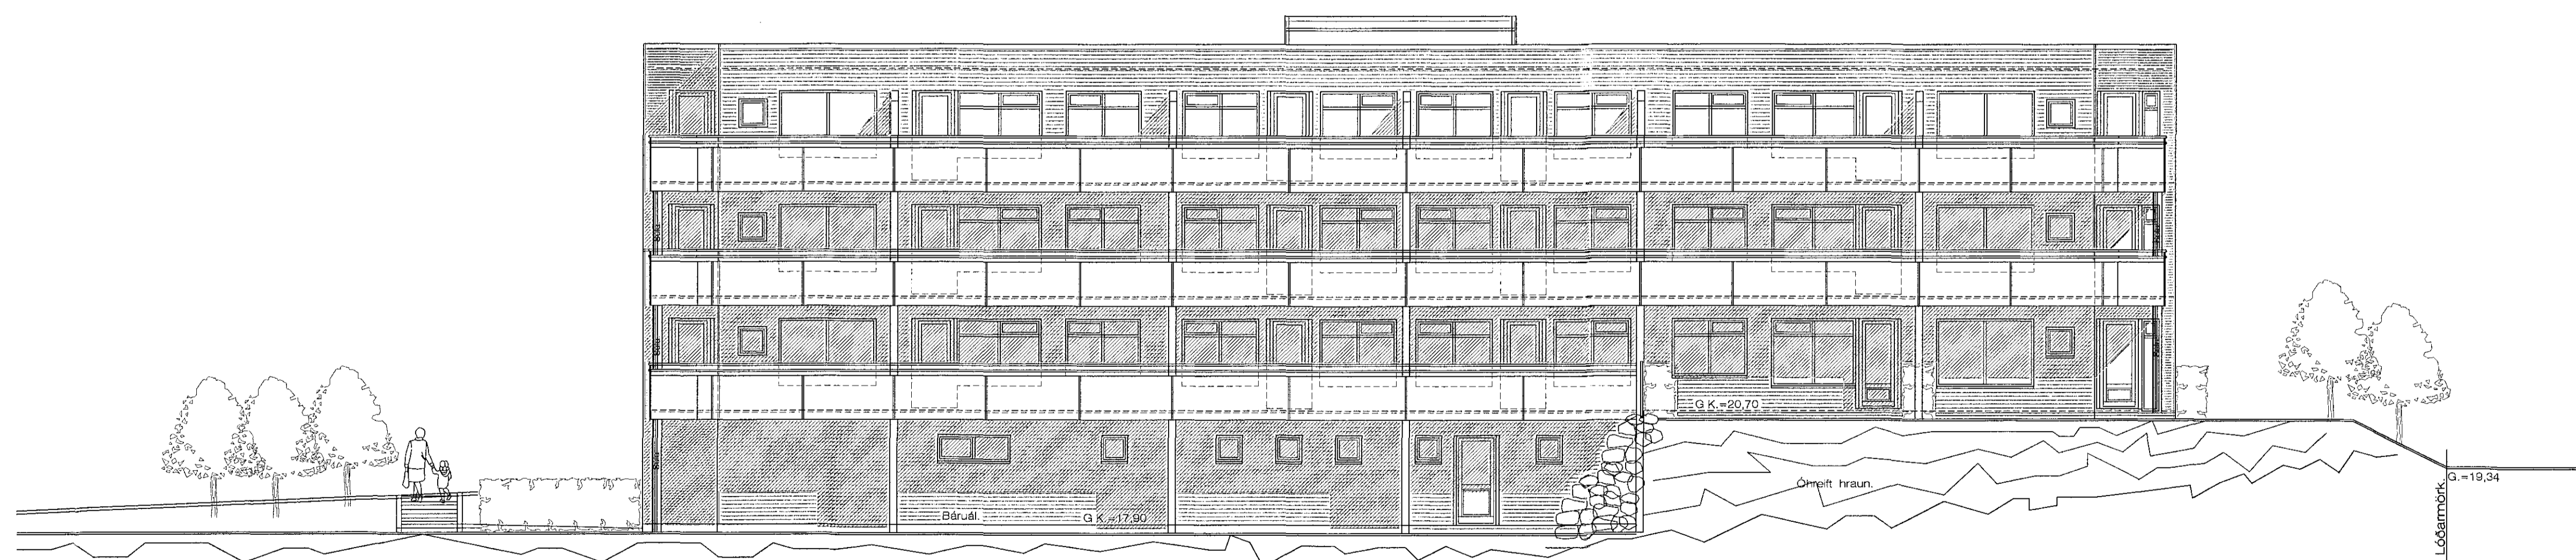 G.K.=20,70
G.=19,34
Óhreift hraun.
Báruál.
G.K.=17,90
Lóðarmörk.